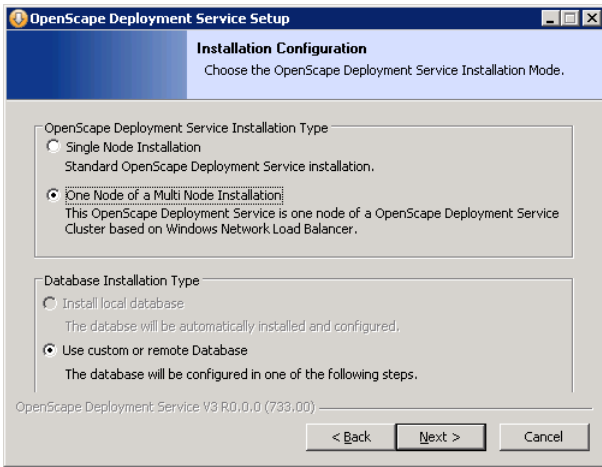 OpenScape Deployment Service Setup
Installation Configuration
Choose the OpenScape Deployment Service Installation Mode.
OpenScape Deployment Service Installation Type
Single Node Installation
Standard OpenScape Deployment Service installation.
One Node of a Multi Node Installation
This OpenScape Deployment Service is one node of a OpenScape Deployment Service
Cluster based on Windows Network Load Balancer.
Database Installation Type
Install local database
The databse will be automatically installed and configured.
Use custom or remote Database
The database will be configured in one of the following steps.
OpenScape Deployment Service V3 R0.0.0 (733.00)
< Back Next > Cancel